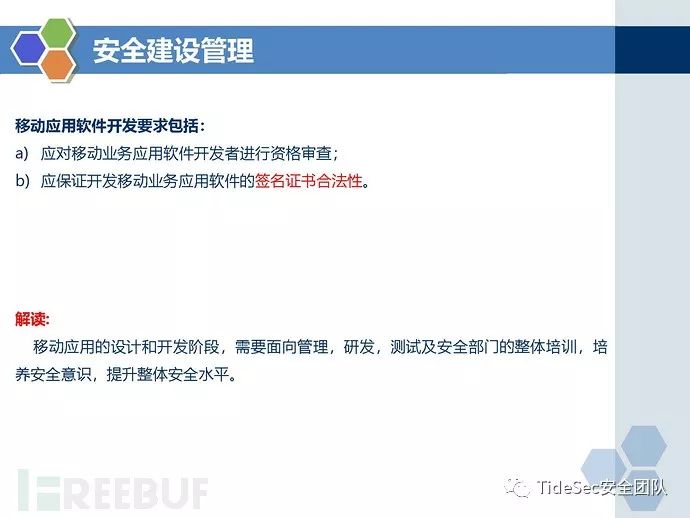 安全建设管理
移动应用软件开发要求包括：
a） 应对移动业务应用软件开发者进行资格审查；
b） 应保证开发移动业务应用软件的签名证书合法性。
解读:
移动应用的设计和开发阶段，需要面向管理，研发，测试及安全部门的整体培训，培
养安全意识，提升整体安全水平。
FREEBUF
TideSec安全团队